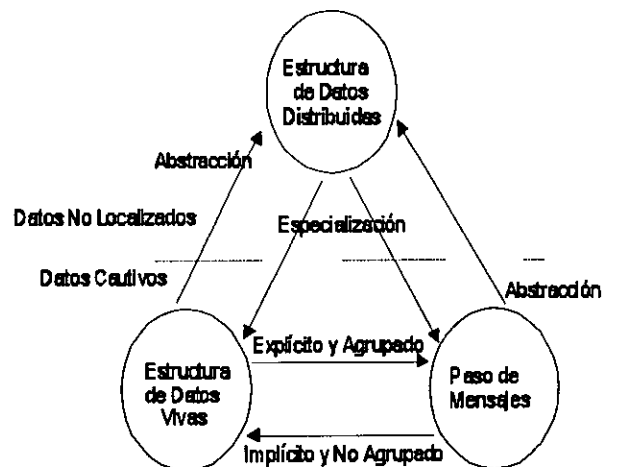 Estructura
de Datos
Distribuidas
Abstracción
Datos No Localizados
Especialización
Datos Cautivos
Abstracción
Explícito y Agrupado
Estructura
de Datos
Vivas
Paso de
Mensajes
Implícito y No Agrupado